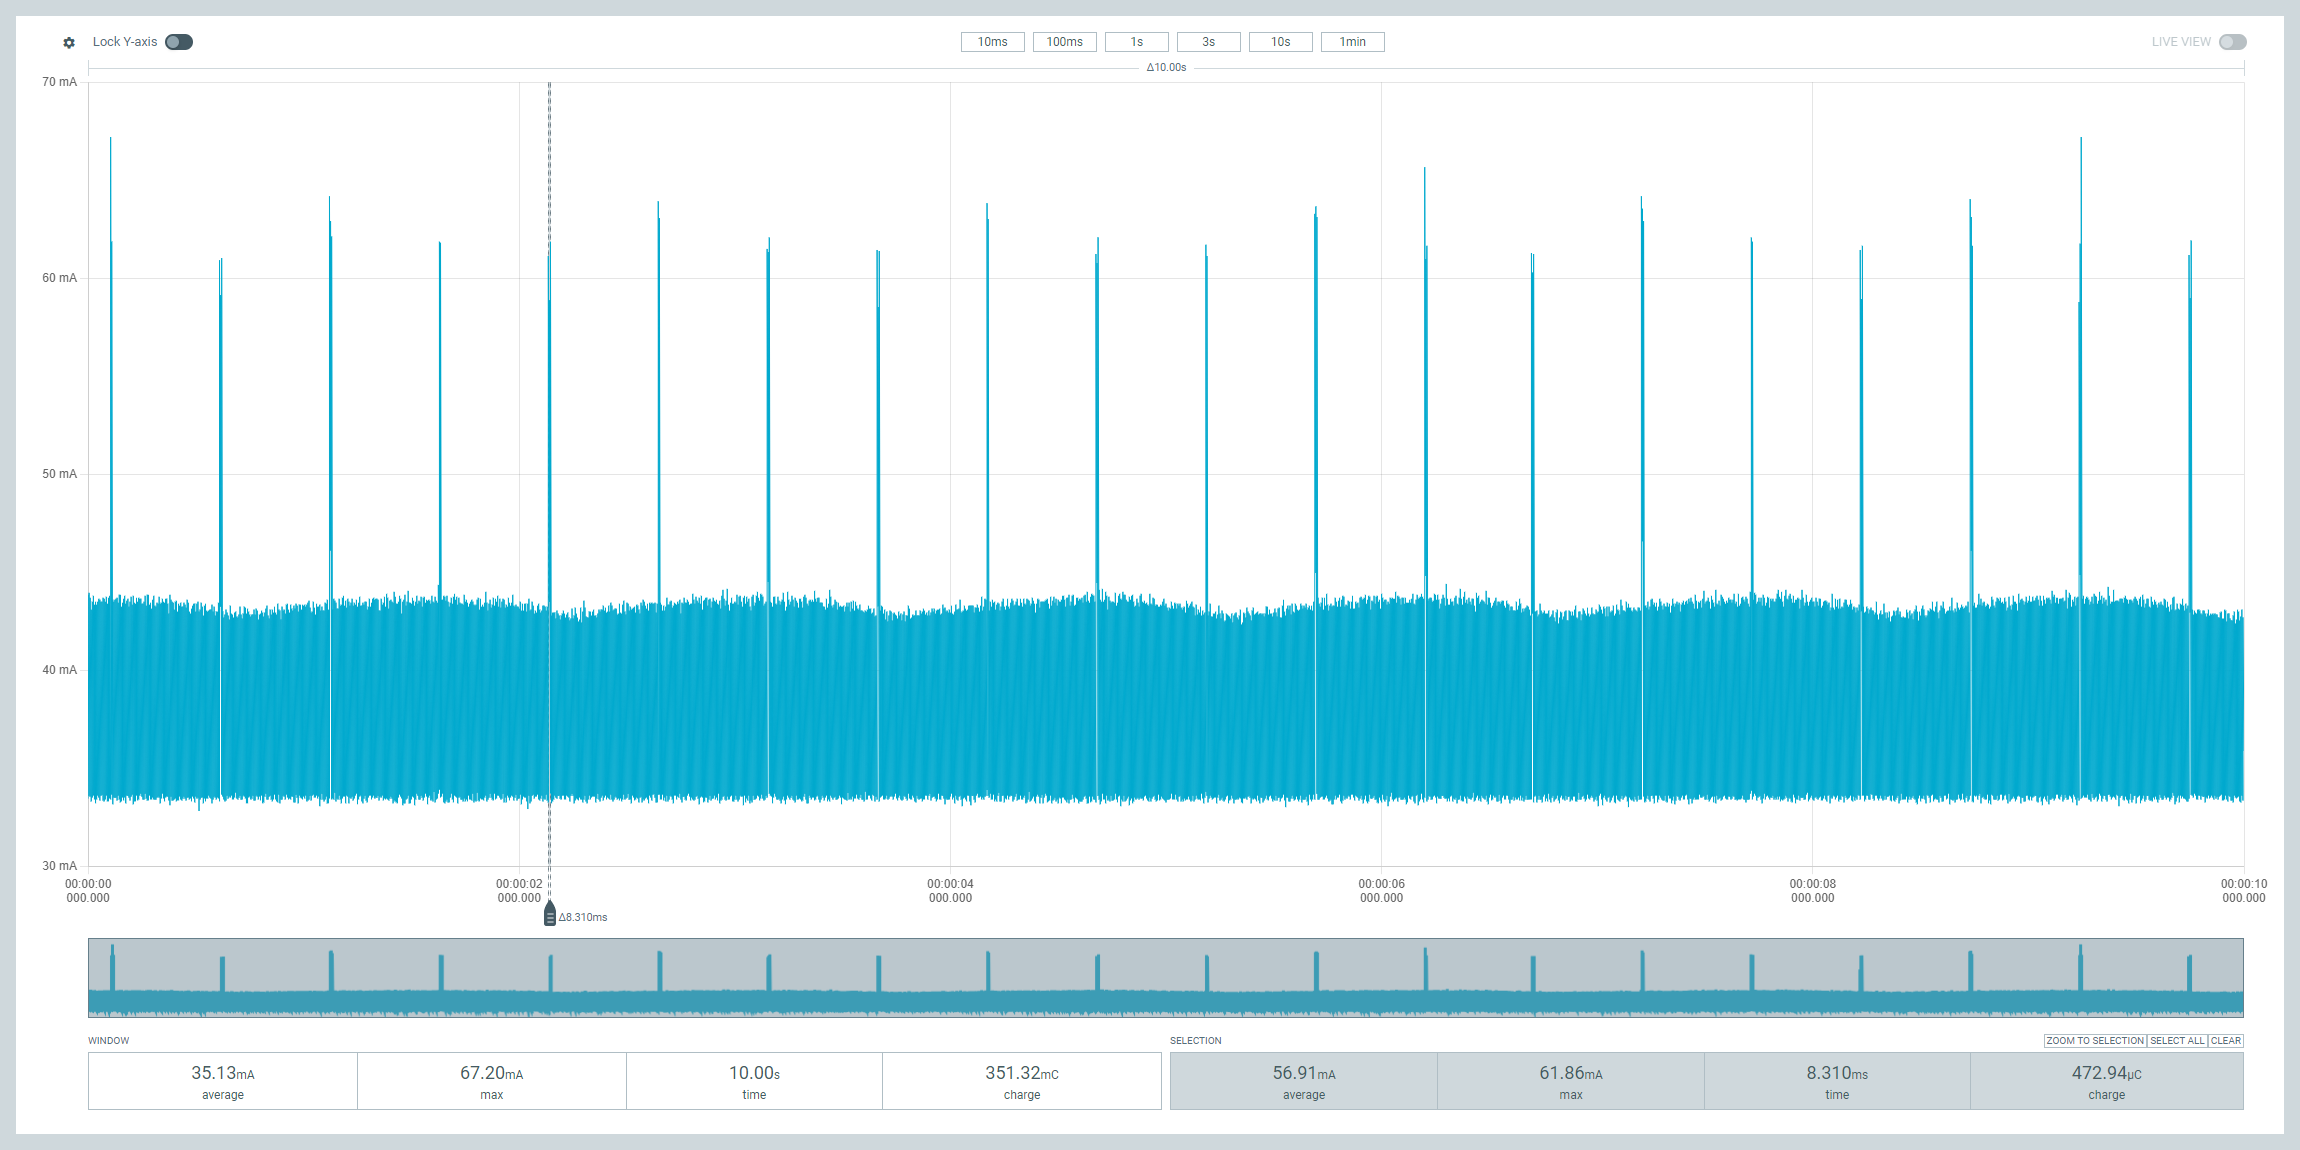 Lock Y-axis
10ms 100ms 1s 3s 10s 1min
LIVE VIEW
Δ10.00s
70 mA
60 mA
50 mA
40 mA
30 mA
00:00:00 00:00:02 00:00:04 00:00:06 00:00:08 00:00:10
000.000 000.000 000.000 000.000 000.000 000.000
Δ8.310ms
WINDOW
35.13mA 67.20mA 10.00s 351.32mC
average max time charge
SELECTION
ZOOM TO SELECTION SELECT ALL CLEAR
56.91mA 61.86mA 8.310ms 472.94μC
average max time charge